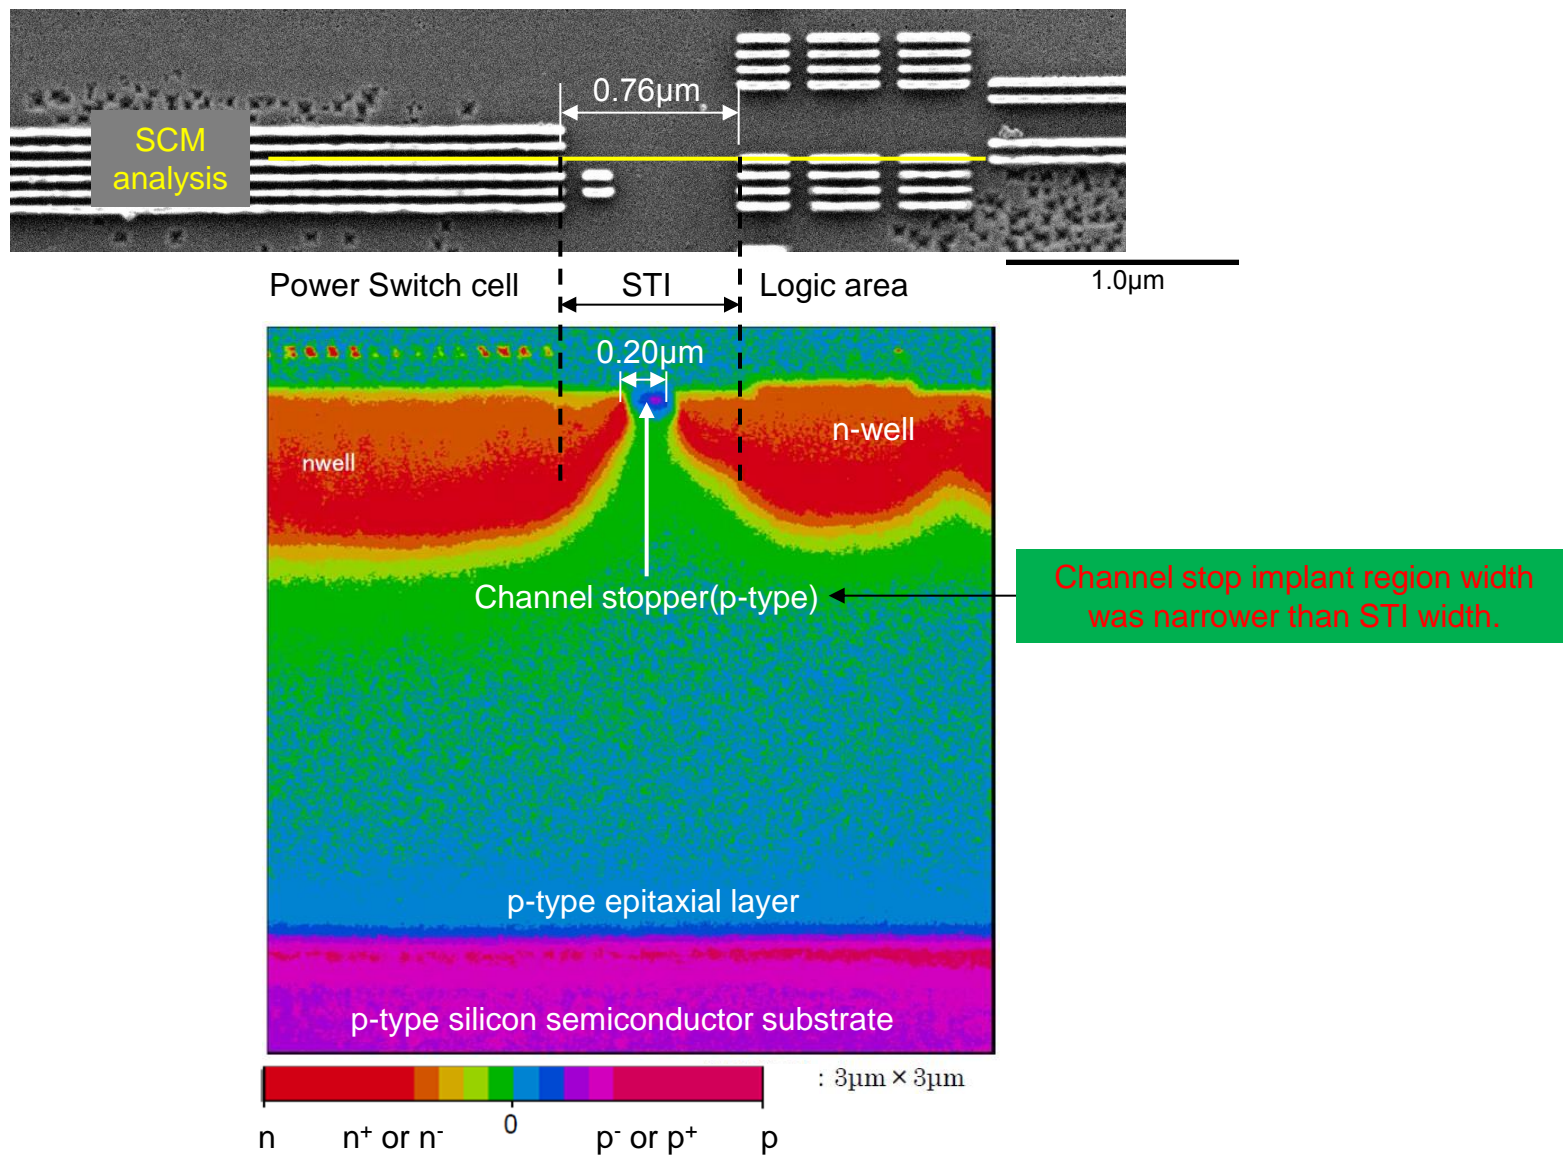 0.76μm
SCM
analysis
1.0μm
Power Switch cell
STI
Logic area
0.20μm
n-well
nwell
Channel stopper(p-type)
Channel stop implant region width
was narrower than STI width.
p-type epitaxial layer
p-type silicon semiconductor substrate
: 3μm×3μm
0
n
n⁺ or n⁻
p⁻ or p⁺
p